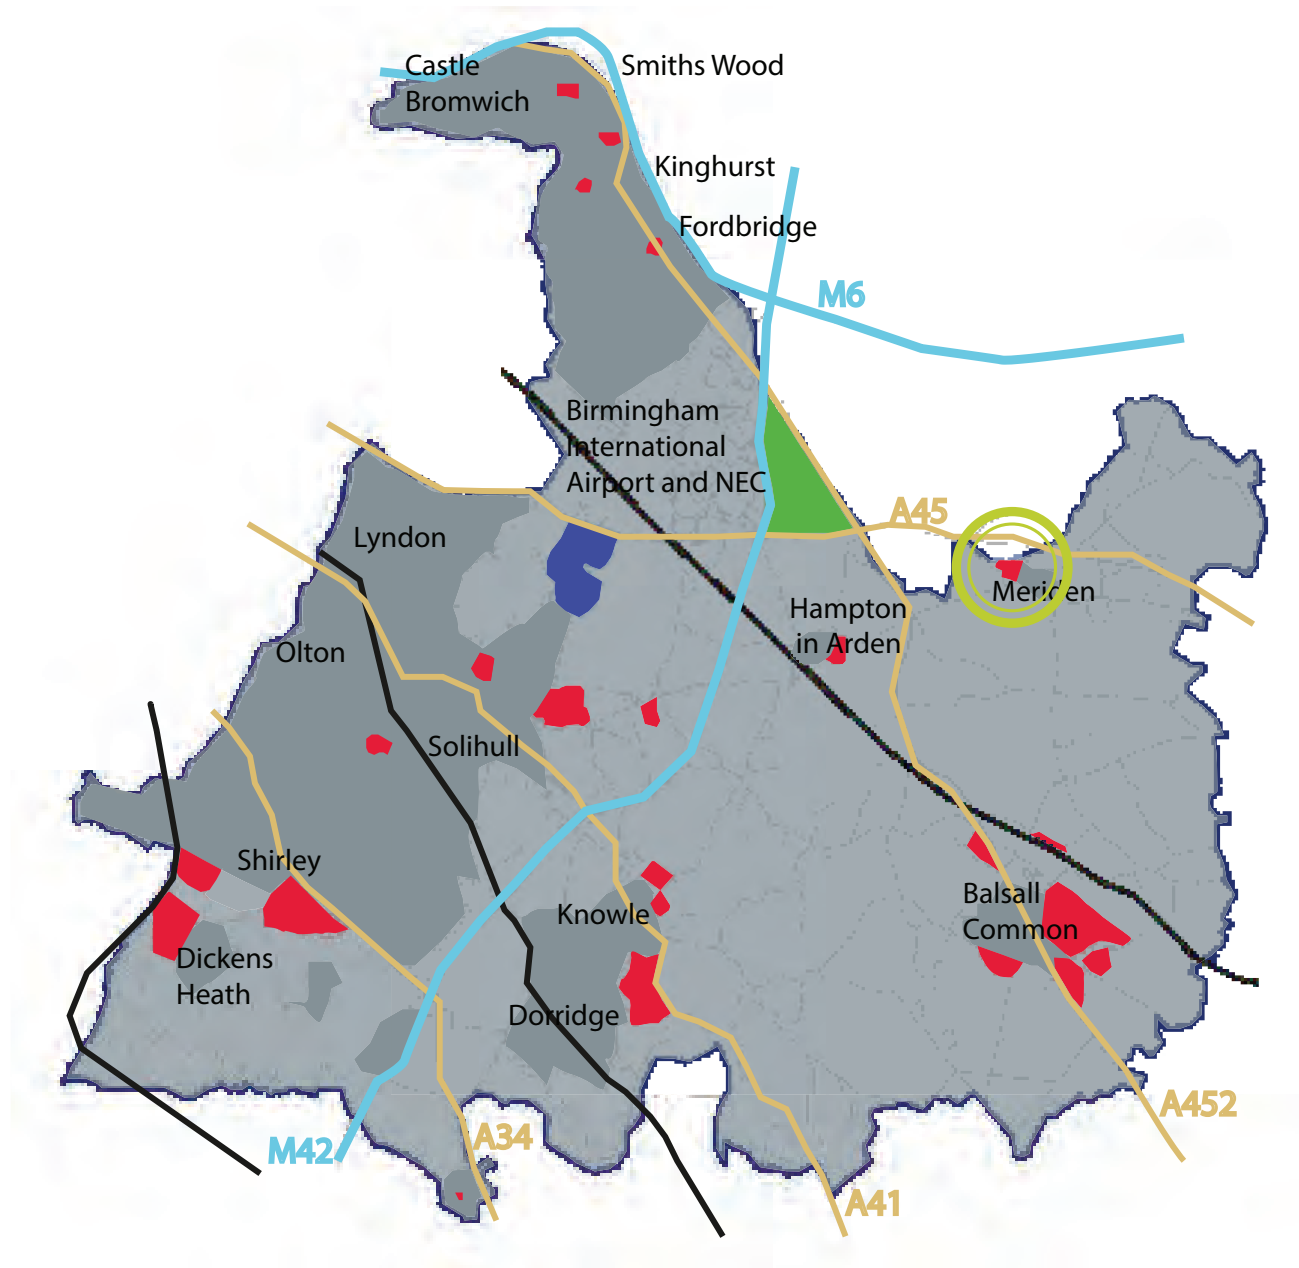 Castle
Bromwich
Smiths Wood
Kinghurst
Fordbridge
M6
Birmingham
International
Airport and NEC
A45
Lyndon
Meriden
Hampton
in Arden
Olton
Solihull
Shirley
Balsall
Common
Knowle
Dickens
Heath
Dorridge
A452
A34
M42
A41